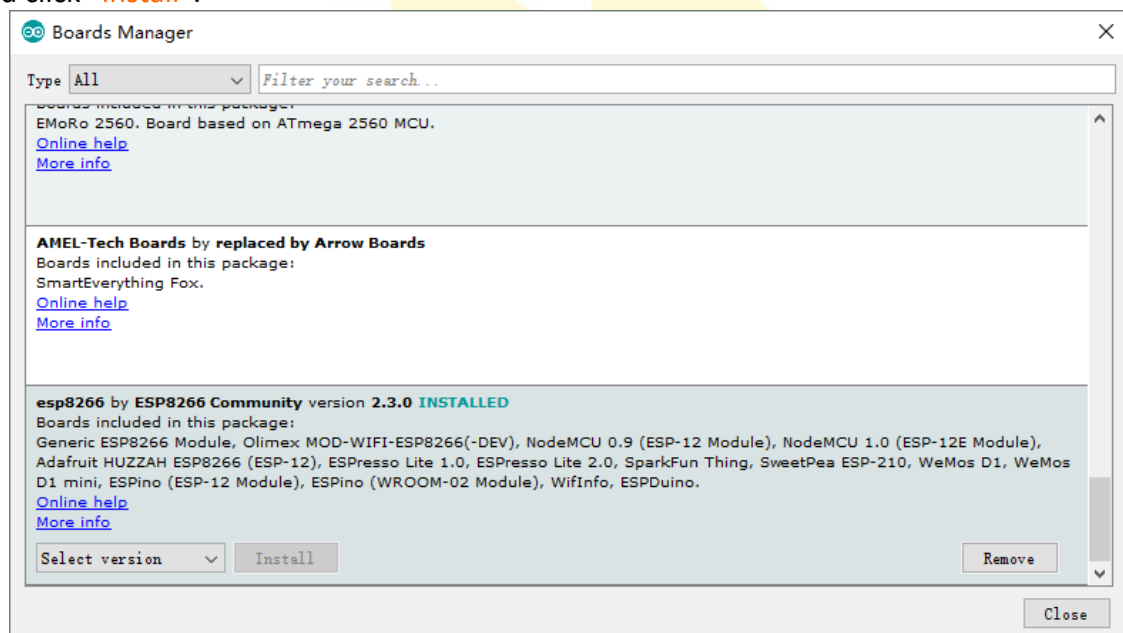 Install".
Boards Manager
Type All Filter your search...
Boards included in this package:
EMoRo 2560. Board based on ATmega 2560 MCU.
Online help
More info
AMEL-Tech Boards by replaced by Arrow Boards
Boards included in this package:
SmartEverything Fox.
Online help
More info
esp8266 by ESP8266 Community version 2.3.0 INSTALLED
Boards included in this package:
Generic ESP8266 Module, Olimex MOD-WIFI-ESP8266(-DEV), NodeMCU 0.9 (ESP-12 Module), NodeMCU 1.0 (ESP-12E Module),
Adafruit HUZZAH ESP8266 (ESP-12), ESPresso Lite 1.0, ESPresso Lite 2.0, SparkFun Thing, SweetPea ESP-210, WeMos D1, WeMos
D1 mini, ESPino (ESP-12 Module), ESPino (WROOM-02 Module), WifInfo, ESPDuino.
Online help
More info
Select version Install Remove
Close